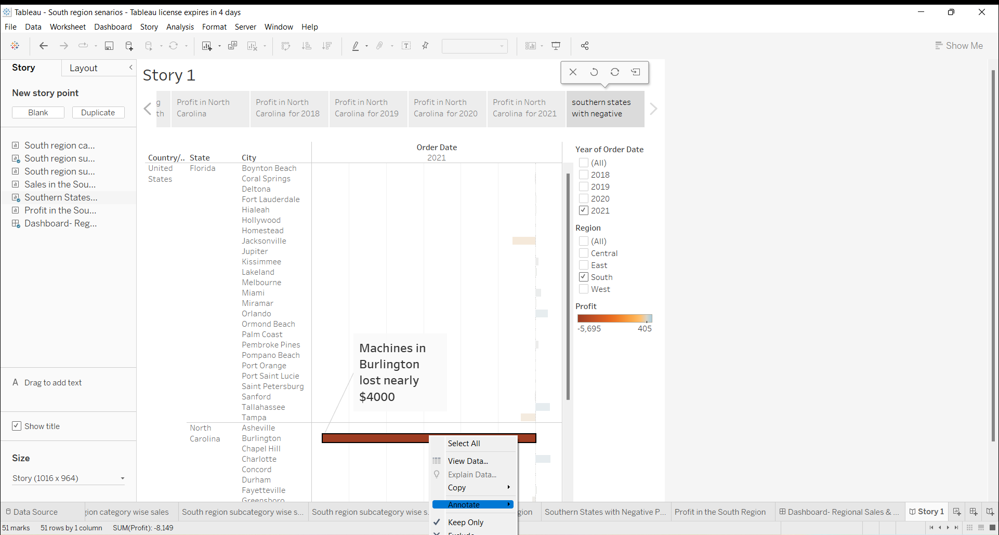 Tableau - South region senarios - Tableau license expires in 4 days
File Data Worksheet Dashboard Story Analysis Format Server Window Help
Show Me
Story
Layout
New story point
Blank
Duplicate
South region ca...
South region su...
South region su...
Sales in the Sou...
Southern States...
Profit in the Sou...
Dashboard- Reg...
A Drag to add text
Show title
Size
Story (1016 x 964)
Story 1
g
th
Profit in North
Carolina
Profit in North
Carolina for 2018
Profit in North
Carolina for 2019
Profit in North
Carolina for 2020
Profit in North
Carolina for 2021
southern states
with negative
Order Date
Country/.. State City 2021
United
States
Florida
Boynton Beach
Coral Springs
Deltona
Fort Lauderdale
Hialeah
Hollywood
Homestead
Jacksonville
Jupiter
Kissimmee
Lakeland
Melbourne
Miami
Miramar
Orlando
Ormond Beach
Palm Coast
Pembroke Pines
Pompano Beach
Port Orange
Port Saint Lucie
Saint Petersburg
Sanford
Tallahassee
Tampa
North
Carolina
Asheville
Burlington
Chapel Hill
Charlotte
Concord
Durham
Fayetteville
Greensboro
Machines in
Burlington
lost nearly
$4000
Year of Order Date
(All)
2018
2019
2020
2021
Region
(All)
Central
East
South
West
Profit
-5,695 405
Select All
View Data...
Explain Data...
Copy
Annotate
Keep Only
Exclude
Data Source
gion category wise sales
South region subcategory wise s...
South region subcategory wise s...
gion
Southern States with Negative P...
Profit in the South Region
Dashboard- Regional Sales & ...
Story 1
51 marks 51 rows by 1 column SUM(Profit): -8,149